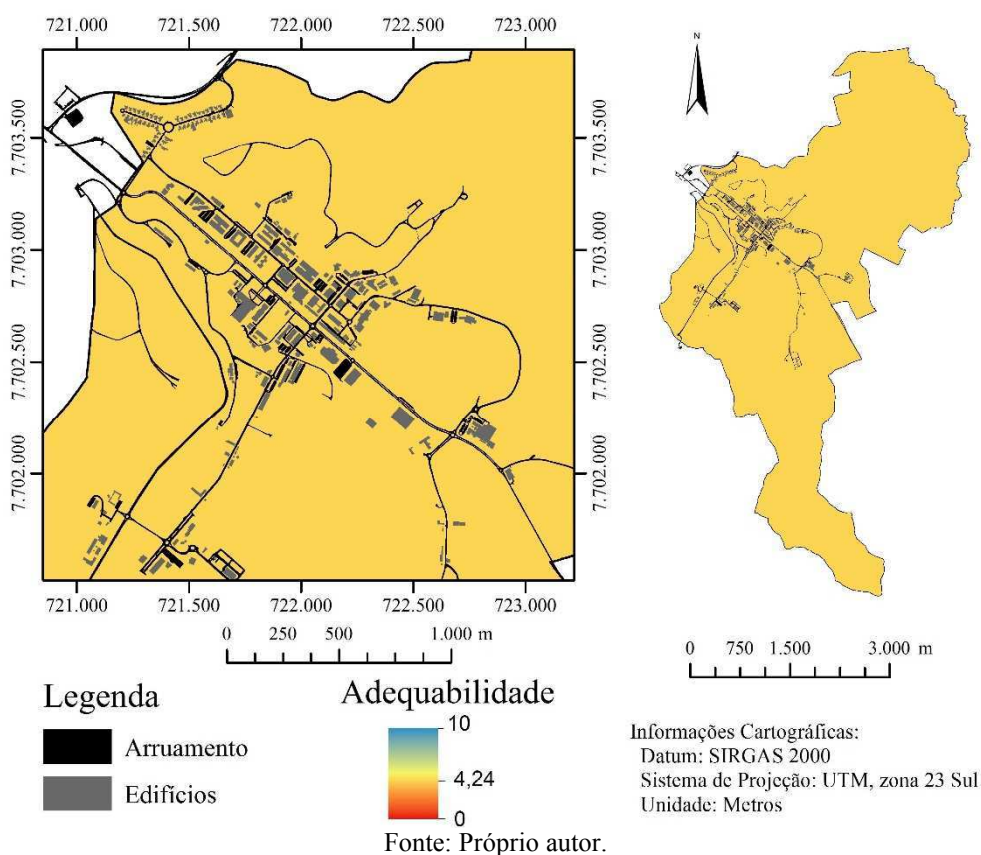 721.000 721.500 722.000 722.500 723.000
N
7.703.500 7.703.500
7.703.000 7.703.000
7.702.500 7.702.500
7.702.000 7.702.000
721.000 721.500 722.000 722.500 723.000
0 250 500 1.000 m
0 750 1.500 3.000 m
Legenda
Arruamento
Edifícios
Adequabilidade
10
4,24
0
Informações Cartográficas:
Datum: SIRGAS 2000
Sistema de Projeção: UTM, zona 23 Sul
Unidade: Metros
Fonte: Próprio autor.